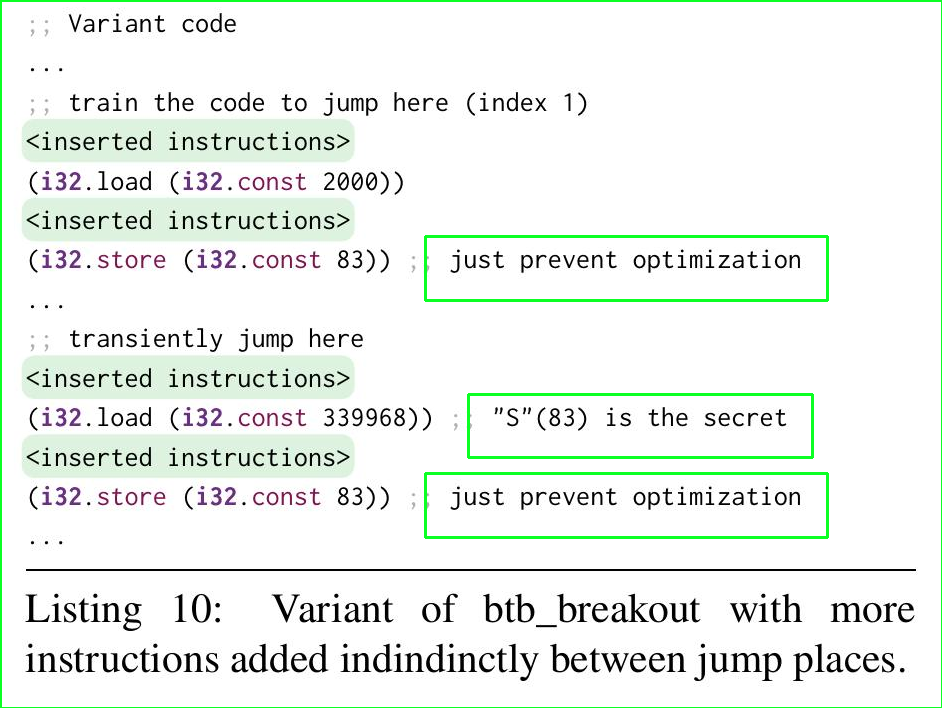 ;; Variant code
...
;; train the code to jump here (index 1)
<inserted instructions>
(i32.load (i32.const 2000))
<inserted instructions>
(i32.store (i32.const 83)) ;; just prevent optimization
...
;; transiently jump here
<inserted instructions>
(i32.load (i32.const 339968)) ;; "S"(83) is the secret
<inserted instructions>
(i32.store (i32.const 83)) ;; just prevent optimization
...
Listing 10: Variant of btb_breakout with more
instructions added indindinctly between jump places.